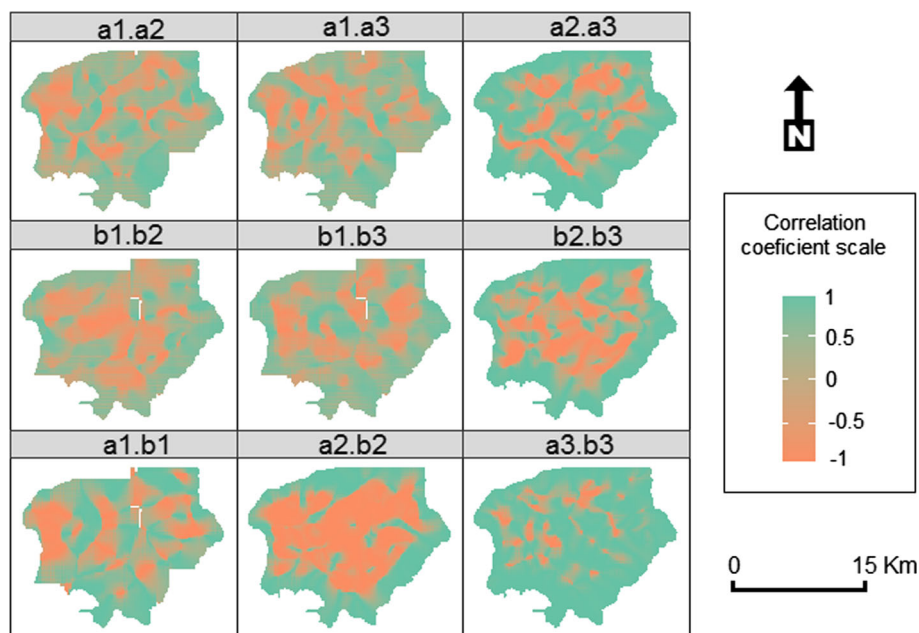 a1.a2 a1.a3 a2.a3
N
b1.b2 b1.b3 b2.b3
Correlation
coeficient scale
1
0.5
0
-0.5
-1
a1.b1 a2.b2 a3.b3
0 15 Km